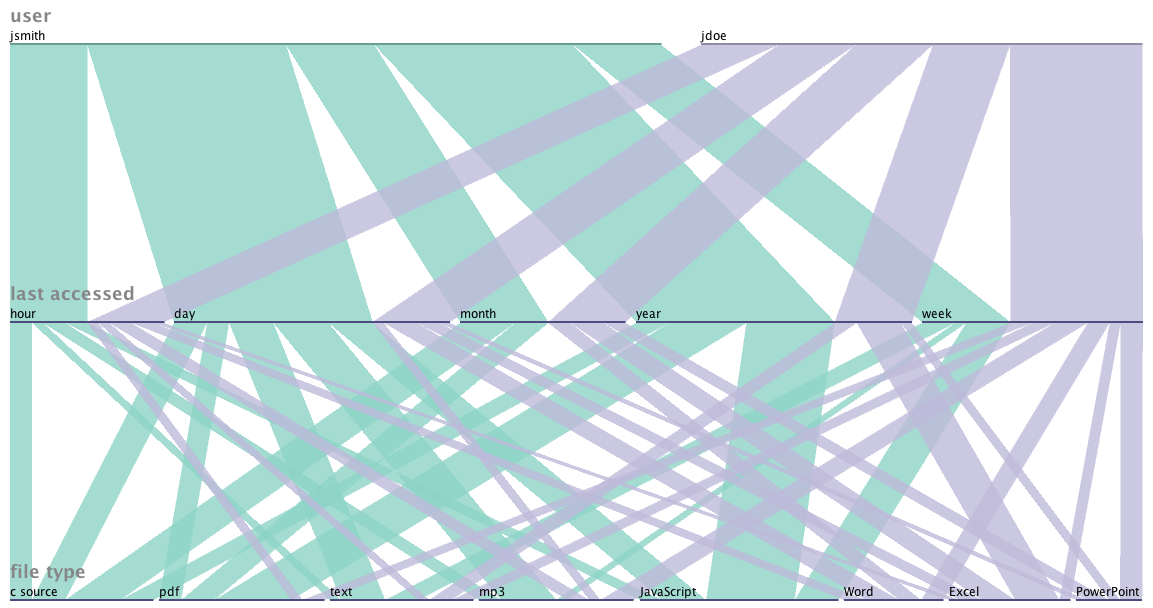 user
jsmith jdoe
last accessed
hour day month year week
file type
c source pdf text mp3 JavaScript Word Excel PowerPoint